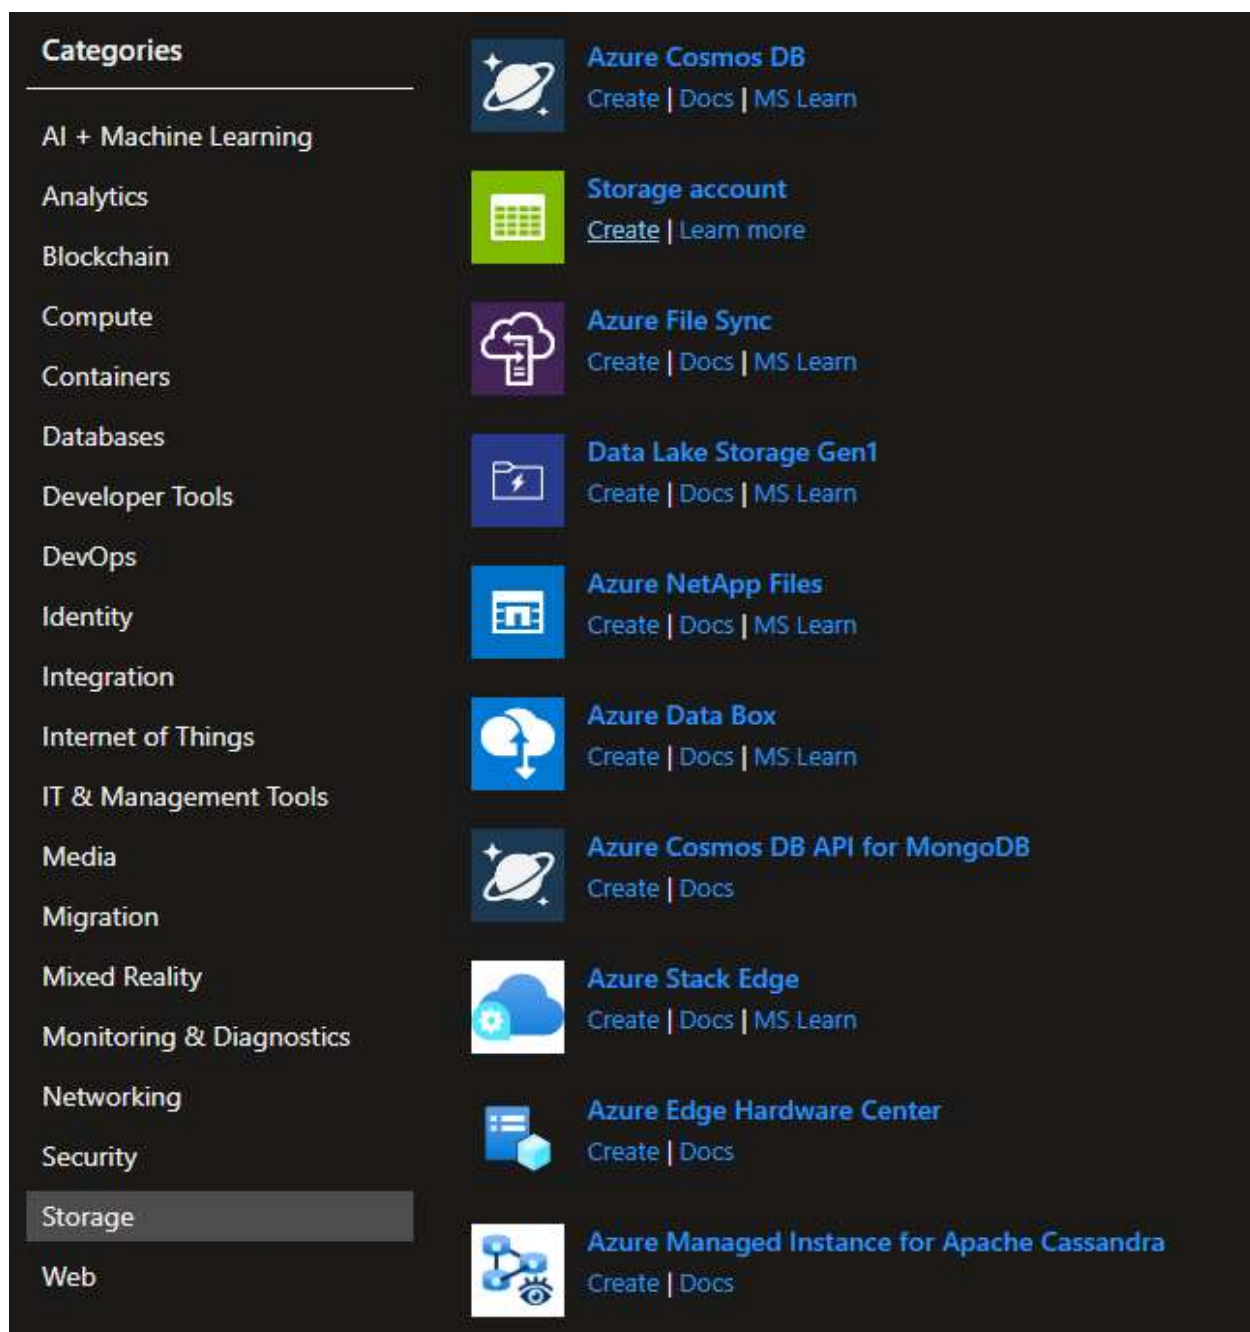 Categories
AI + Machine Learning
Analytics
Blockchain
Compute
Containers
Databases
Developer Tools
DevOps
Identity
Integration
Internet of Things
IT & Management Tools
Media
Migration
Mixed Reality
Monitoring & Diagnostics
Networking
Security
Storage
Web
Azure Cosmos DB
Create | Docs | MS Learn
Storage account
Create | Learn more
Azure File Sync
Create | Docs | MS Learn
Data Lake Storage Gen1
Create | Docs | MS Learn
Azure NetApp Files
Create | Docs | MS Learn
Azure Data Box
Create | Docs | MS Learn
Azure Cosmos DB API for MongoDB
Create | Docs
Azure Stack Edge
Create | Docs | MS Learn
Azure Edge Hardware Center
Create | Docs
Azure Managed Instance for Apache Cassandra
Create | Docs